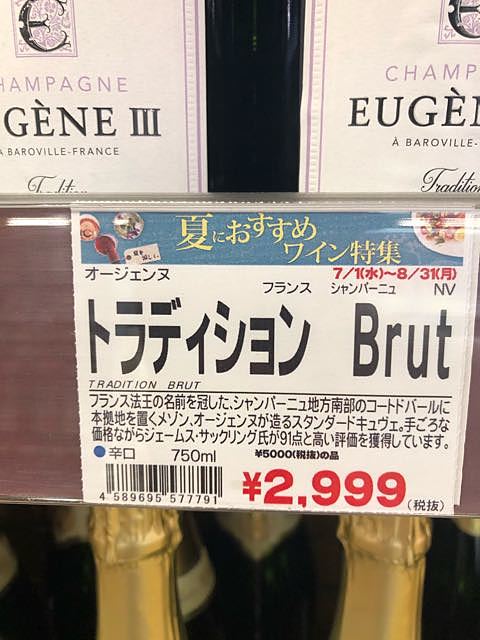 CHAMPAGNE
GÈNE III
À BAROVILLE-FRANCE
Tradition
CHAMP
EUGÈN
À BAROVILLE-
Tradition
夏におすすめ
ワイン特集
7/1(水)~8/31(月)
オージェンヌ
フランス シャンパーニュ NV
トラディション Brut
TRADITION BRUT
フランス法王の名前を冠した、シャンパーニュ地方南部のコートドバールに
本拠地を置くメゾン、オージェンヌが造るスタンダードキュヴェ。手ごろな
価格ながらジェームス・サックリング氏が91点と高い評価を獲得しています。
辛口 750ml ¥5000(税抜)の品
4 589695 577791
¥2,999 (税抜)